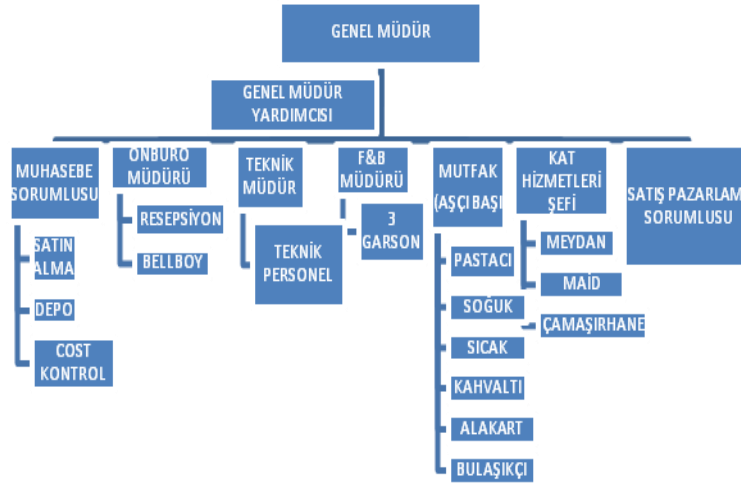 GENEL MÜDÜR
GENEL MÜDÜR
YARDIMCISI
MUHASEBE
SORUMLUSU
SATIN
ALMA
DEPO
COST
KONTROL
ÖNBÜRO
MÜDÜRÜ
RESEPSİYON
BELLBOY
TEKNİK
MÜDÜR
TEKNİK
PERSONEL
F&B
MÜDÜRÜ
3
GARSON
MUTFAK
(AŞÇI BAŞI
PASTACI
SOĞUK
SICAK
KAHVALTI
ALAKART
BULAŞIKÇI
KAT
HİZMETLERİ
ŞEFİ
MEYDAN
MAİD
ÇAMAŞIRHANE
SATIŞ PAZARLAM
SORUMLUSU